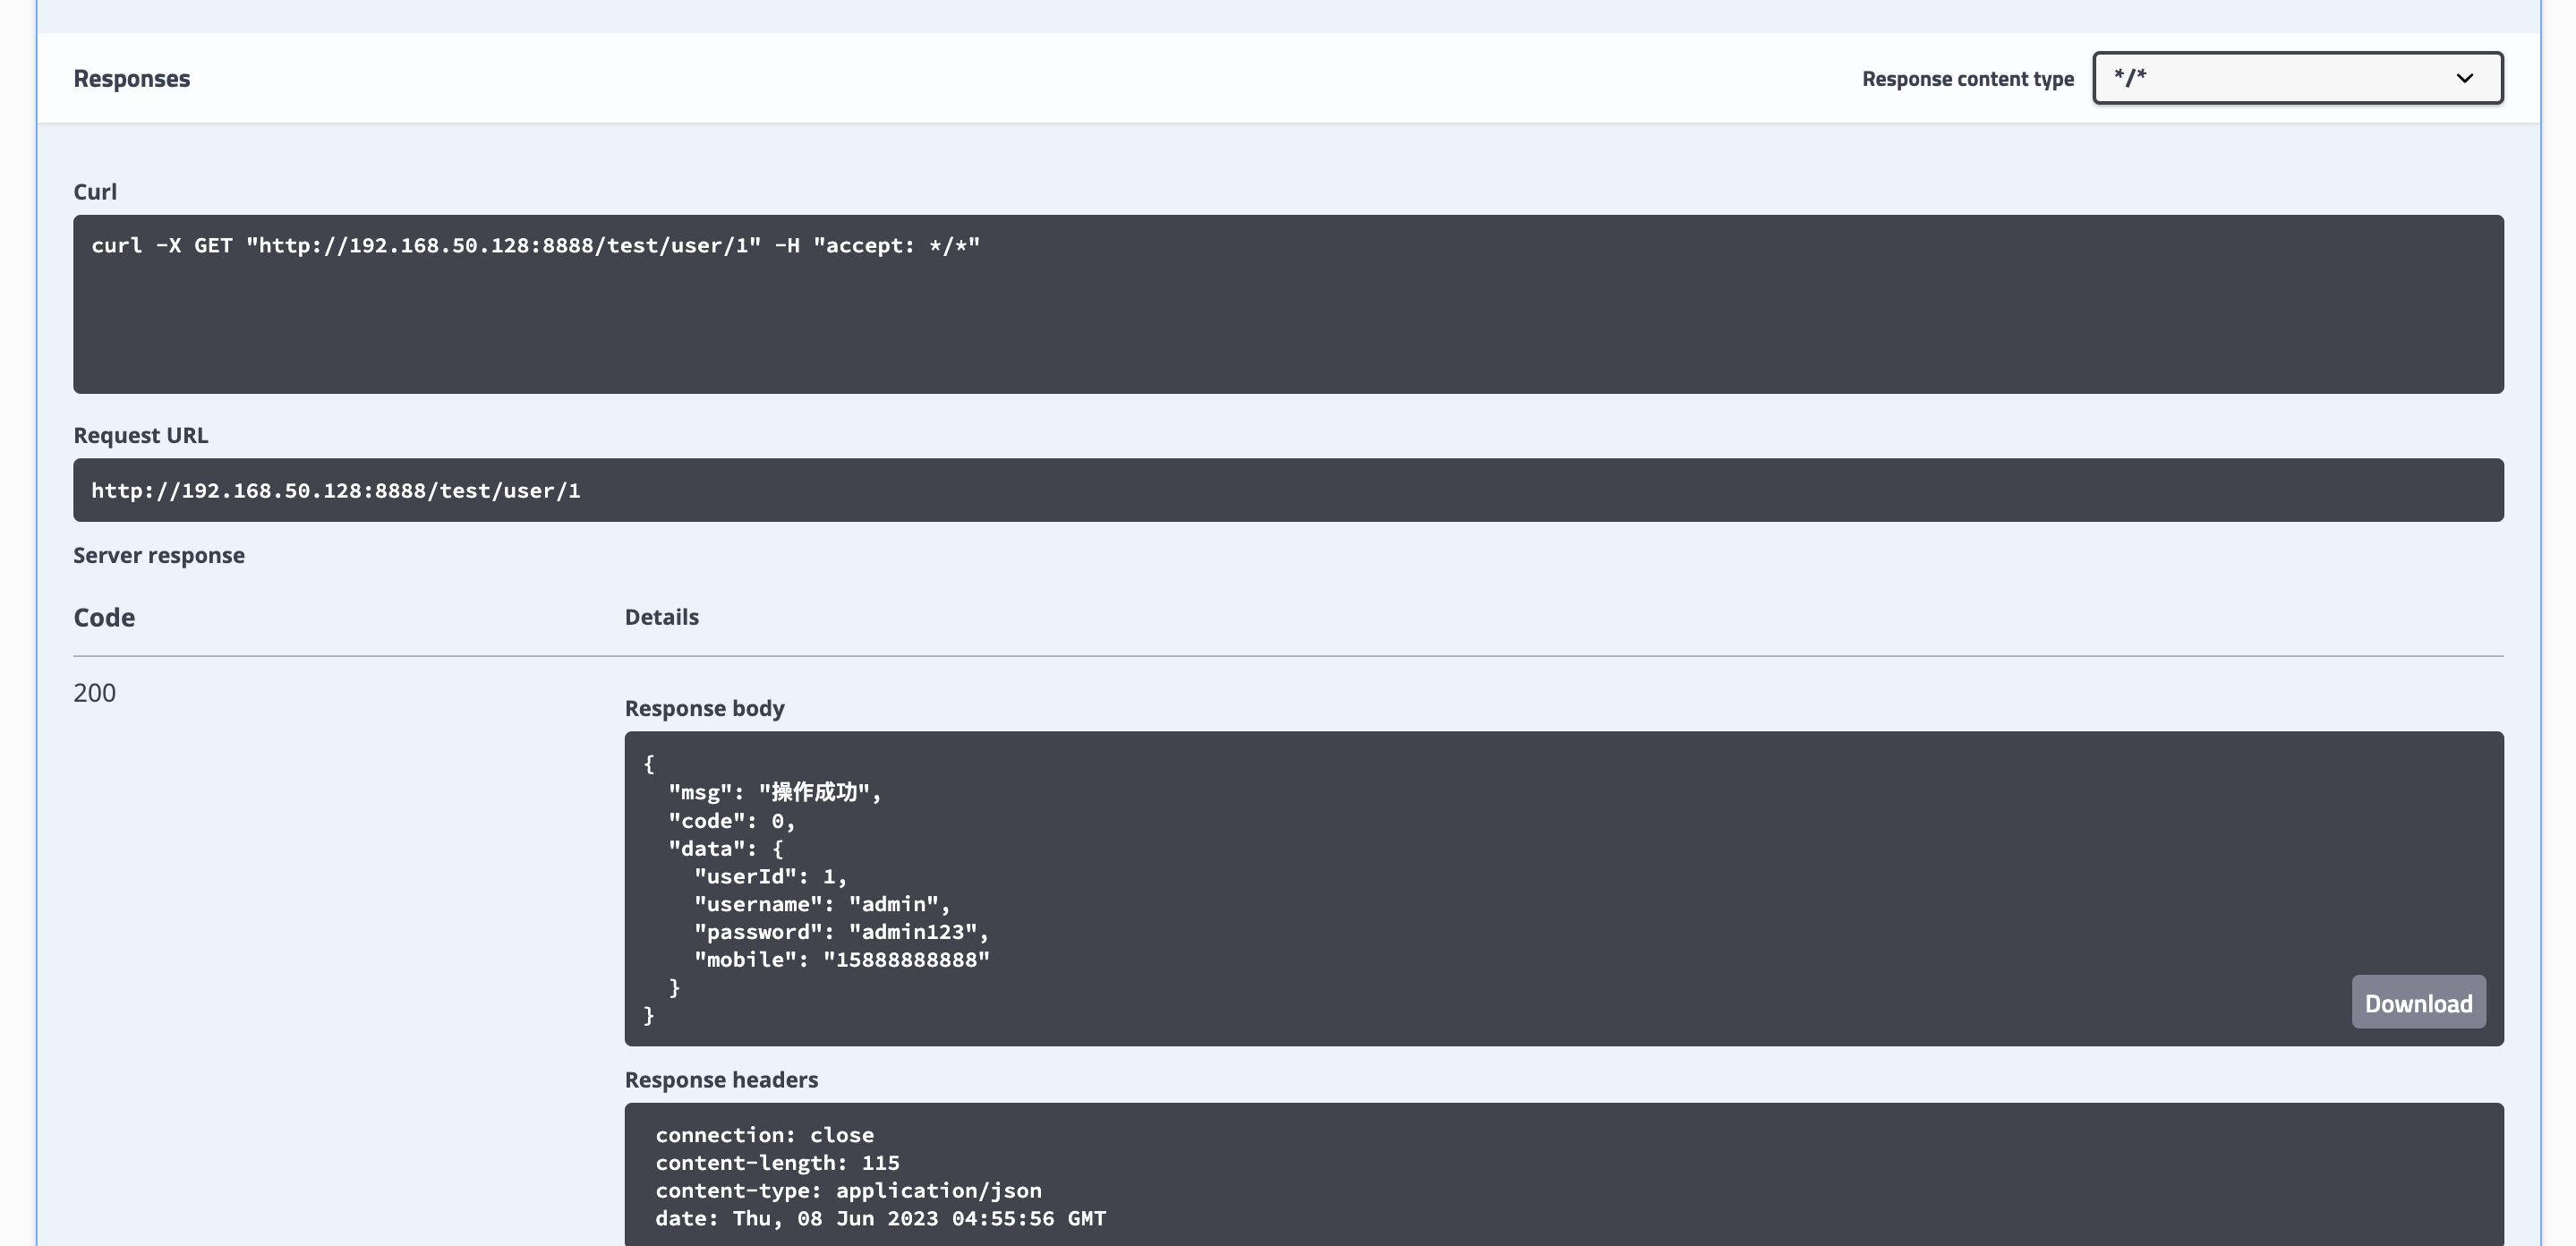 Responses
Response content type
*/*
Curl
curl -X GET "http://192.168.50.128:8888/test/user/1" -H "accept: */*"
Request URL
http://192.168.50.128:8888/test/user/1
Server response
Code
Details
200
Response body
{
  "msg": "操作成功",
  "code": 0,
  "data": {
    "userId": 1,
    "username": "admin",
    "password": "admin123",
    "mobile": "15888888888"
  }
}
Download
Response headers
connection: close
content-length: 115
content-type: application/json
date: Thu, 08 Jun 2023 04:55:56 GMT